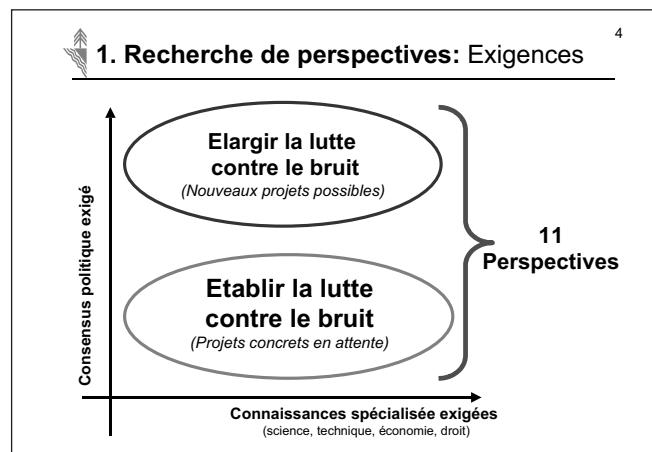 4
1. Recherche de perspectives: Exigences
Consensus politique exigé
Elargir la lutte
contre le bruit
(Nouveaux projets possibles)
Etablir la lutte
contre le bruit
(Projets concrets en attente)
11
Perspectives
Connaissances spécialisée exigées
(science, technique, économie, droit)